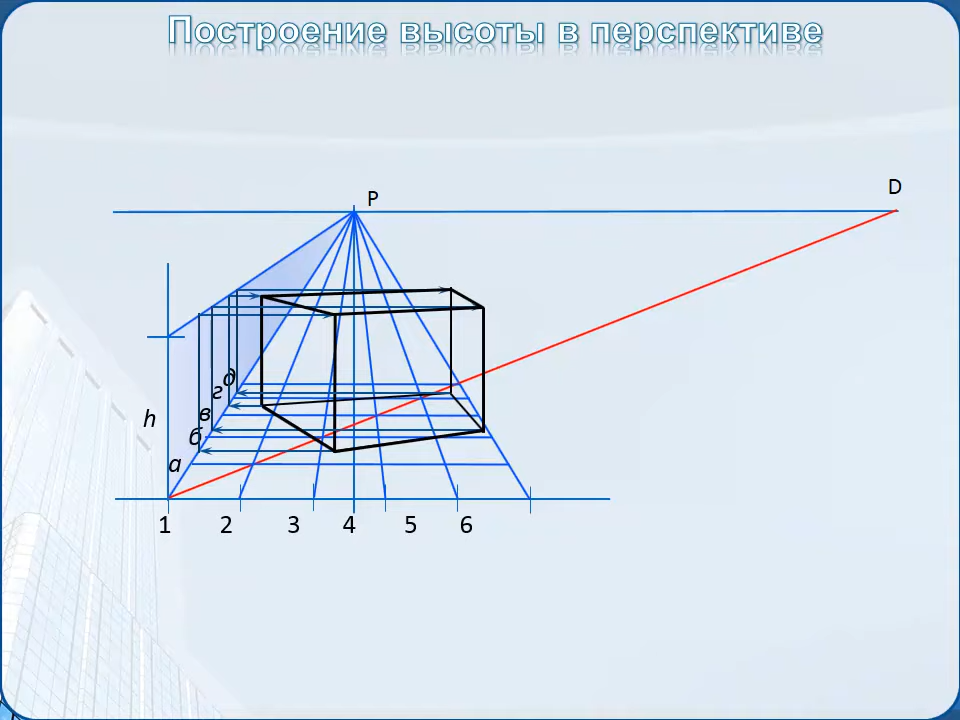 Построение высоты в перспективе
P
D
h
д
г
в
б
а
1 2 3 4 5 6